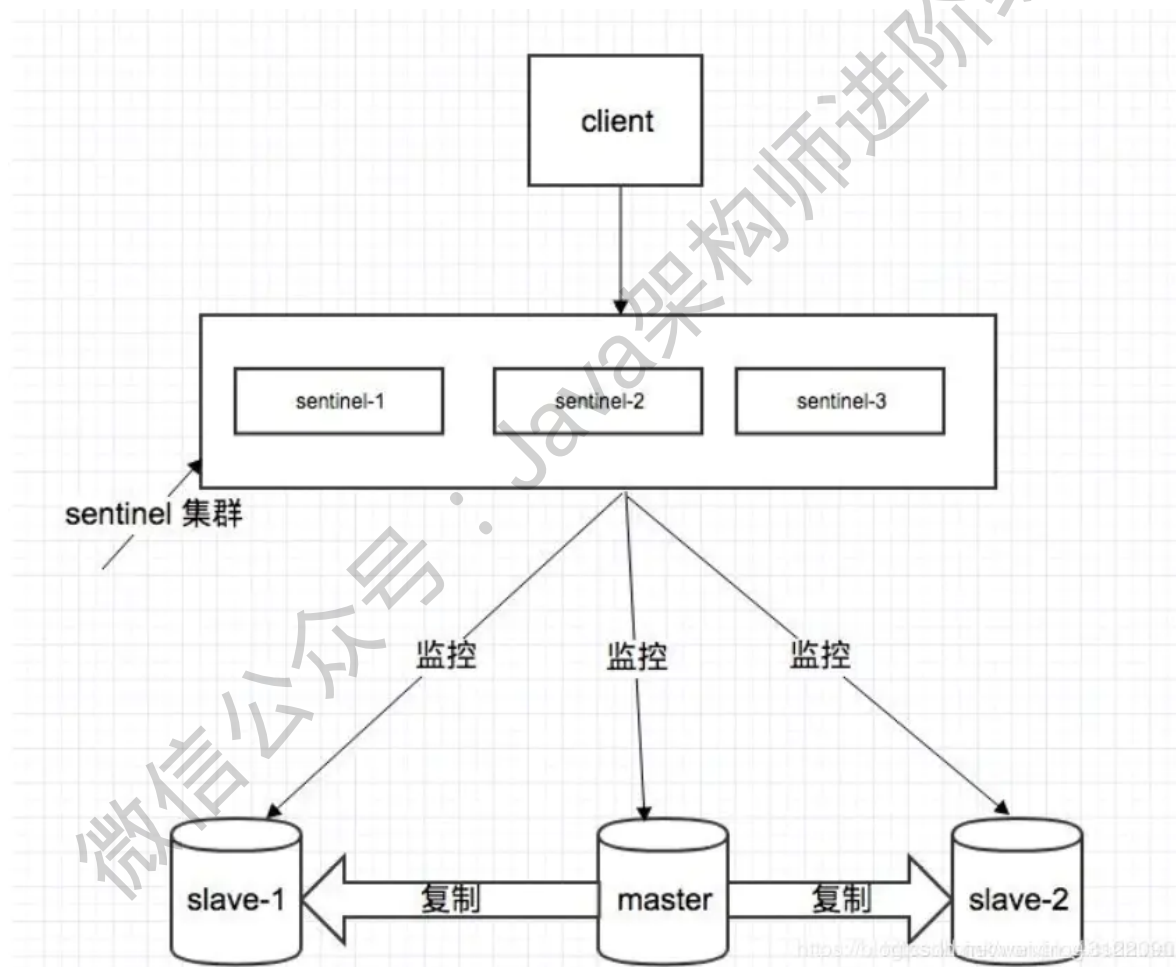 client
sentinel-1
sentinel-2
sentinel-3
sentinel 集群
监控
监控
监控
slave-1
复制
master
复制
slave-2
微信公众号：Java架构师进阶